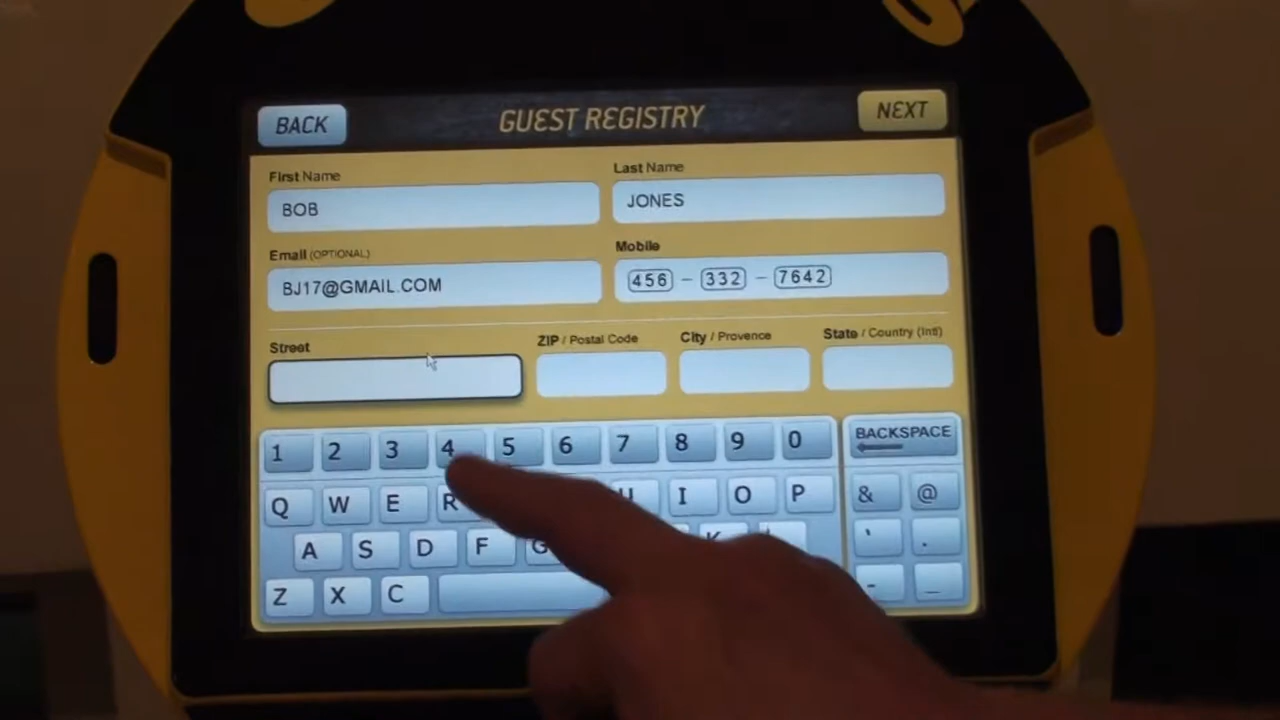 BACK GUEST REGISTRY NEXT
First Name Last Name
BOB JONES
Email (OPTIONAL) Mobile
BJ17@GMAIL.COM 456 - 332 - 7642
Street ZIP / Postal Code City / Provence State / Country (Intl)
1 2 3 4 5 6 7 8 9 0 BACKSPACE
Q W E R U I O P & @
A S D F G K ' .
Z X C - _